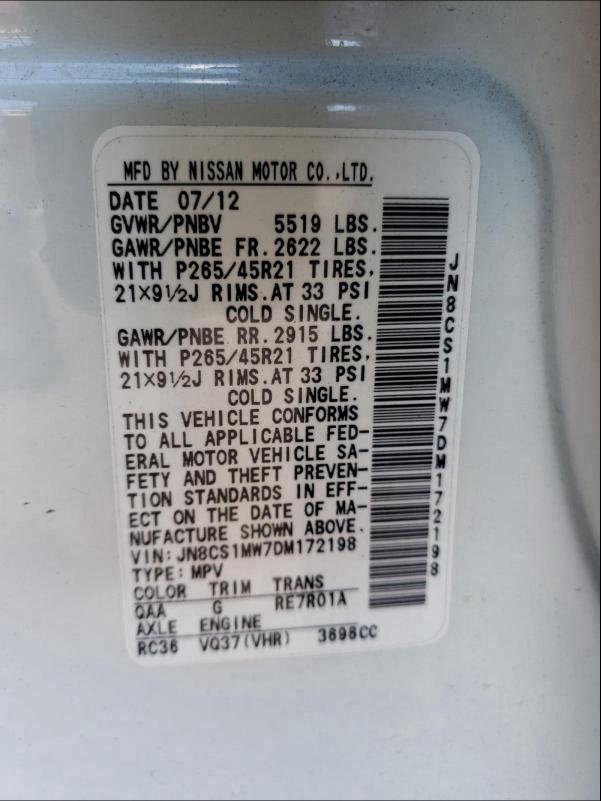 MFD BY NISSAN MOTOR CO.,LTD.
DATE 07/12
GVWR/PNBV 5519 LBS.
GAWR/PNBE FR.2622 LBS.
WITH P265/45R21 TIRES,
21×9½J RIMS.AT 33 PSI
COLD SINGLE.
GAWR/PNBE RR.2915 LBS.
WITH P265/45R21 TIRES,
21×9½J RIMS.AT 33 PSI
COLD SINGLE.
THIS VEHICLE CONFORMS
TO ALL APPLICABLE FED-
ERAL MOTOR VEHICLE SA-
FETY AND THEFT PREVEN-
TION STANDARDS IN EFF-
ECT ON THE DATE OF MA-
NUFACTURE SHOWN ABOVE.
VIN:JN8CS1MW7DM172198
TYPE:MPV
COLOR TRIM TRANS
QAA G RE7R01A
AXLE ENGINE
RC36 VQ37(VHR) 3696CC
JN8CS1MW7DM172198